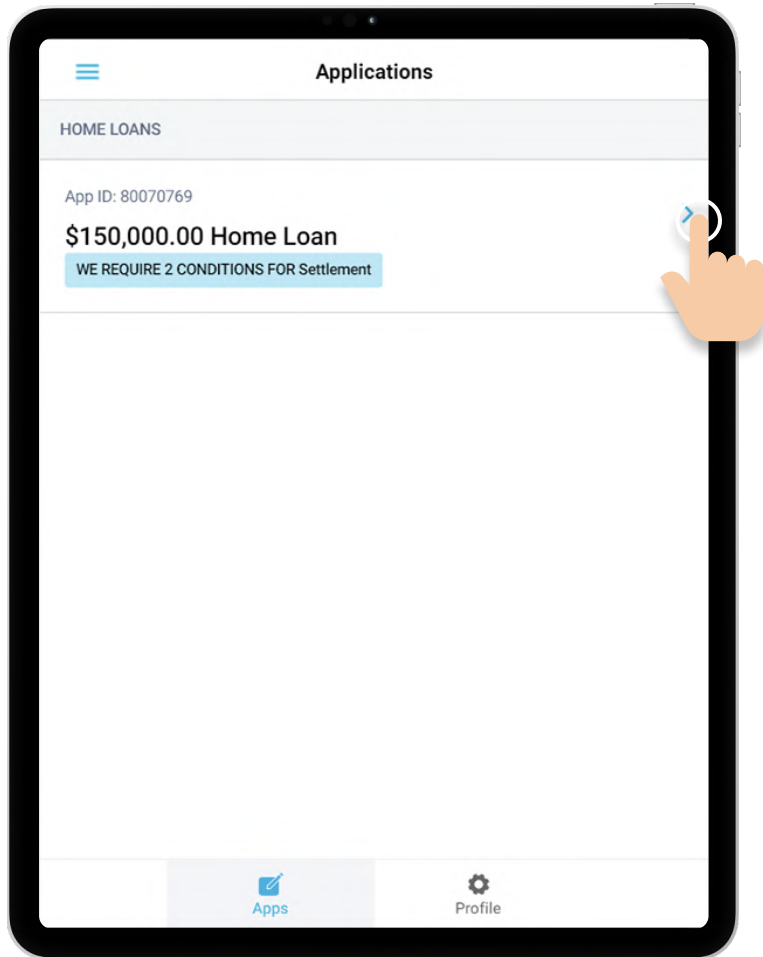 Applications
HOME LOANS
App ID: 80070769
$150,000.00 Home Loan
WE REQUIRE 2 CONDITIONS FOR Settlement
Apps Profile